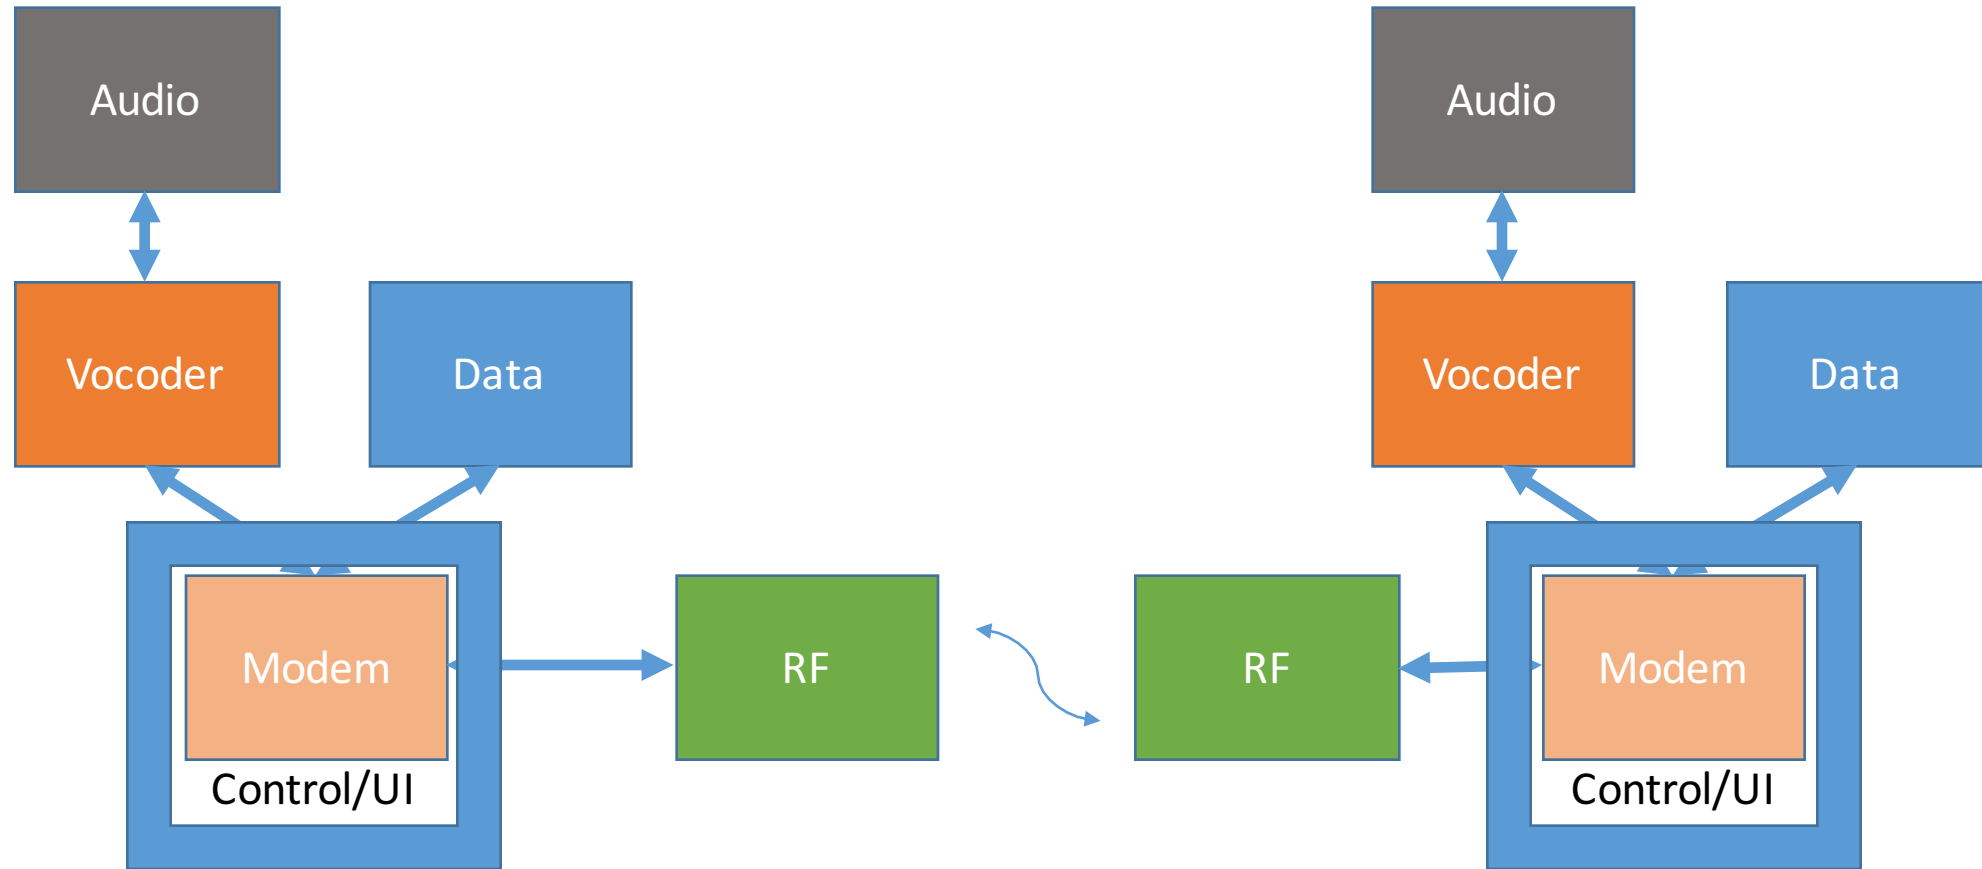 Audio
Audio
Vocoder
Data
Vocoder
Data
Modem
RF
RF
Modem
Control/UI
Control/UI